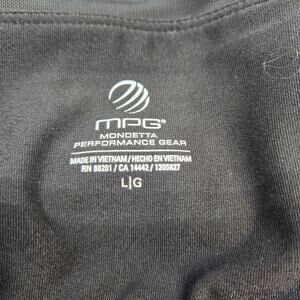 MPG®
MONDETTA
PERFORMANCE GEAR
MADE IN VIETNAM / HECHO EN VIETNAM
RN 88201 / CA 14442 / 1205827
L|G